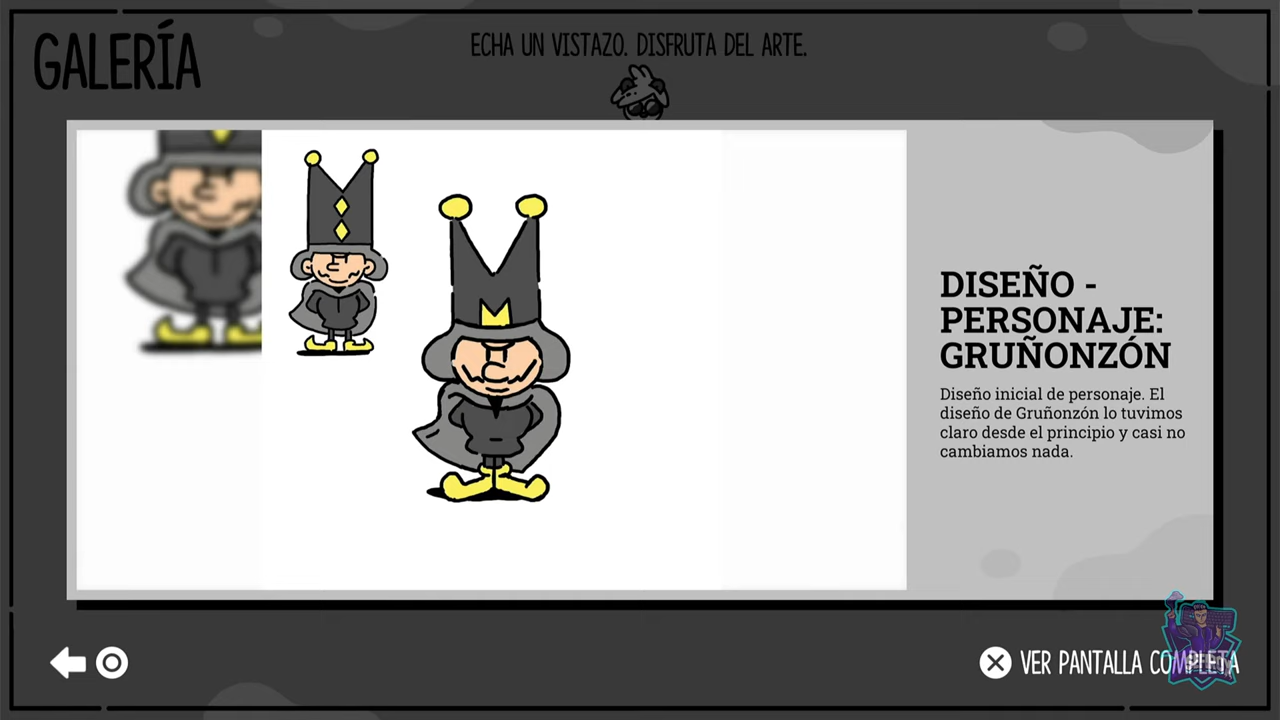 GALERÍA
ECHA UN VISTAZO. DISFRUTA DEL ARTE.
DISEÑO -
PERSONAJE:
GRUÑONZÓN
Diseño inicial de personaje. El
diseño de Gruñonzón lo tuvimos
claro desde el principio y casi no
cambiamos nada.
VER PANTALLA COMPLETA